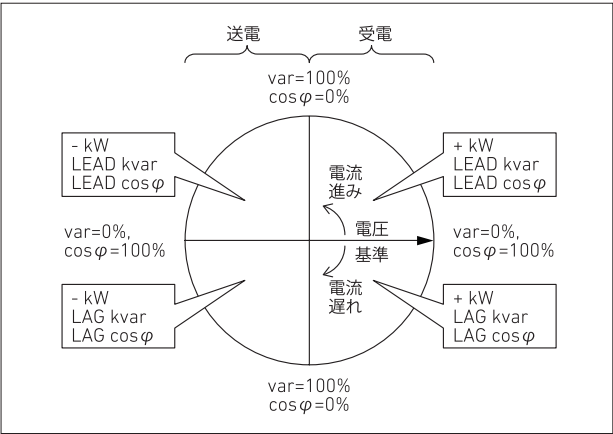 送電
受電
var=100%
cosφ=0%
- kW
LEAD kvar
LEAD cosφ
+ kW
LEAD kvar
LEAD cosφ
電流
進み
var=0%,
cosφ=100%
電圧
基準
var=0%,
cosφ=100%
電流
遅れ
- kW
LAG kvar
LAG cosφ
+ kW
LAG kvar
LAG cosφ
var=100%
cosφ=0%